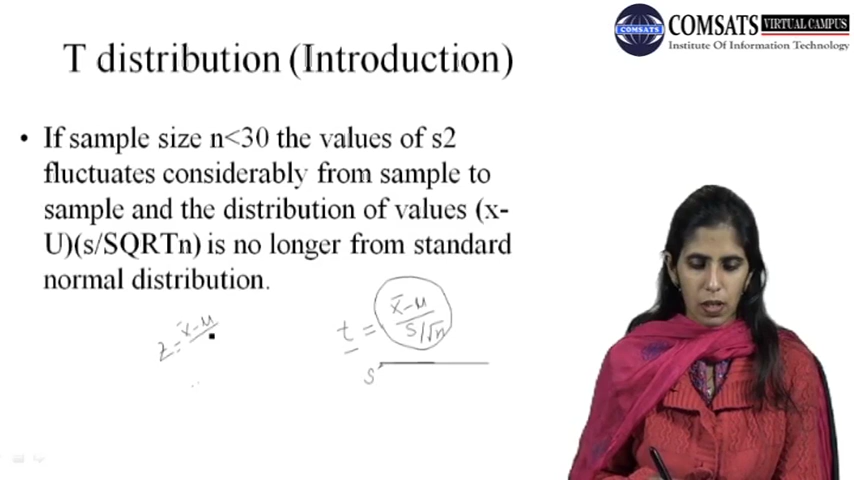 COMSATS
COMSATS VIRTUAL CAMPUS
Institute Of Information Technology
T distribution (Introduction)
• If sample size n<30 the values of s2
fluctuates considerably from sample to
sample and the distribution of values (x-
U)(s/SQRTn) is no longer from standard
normal distribution.
z = x̄-μ
t = x̄-μ
s/√n
s